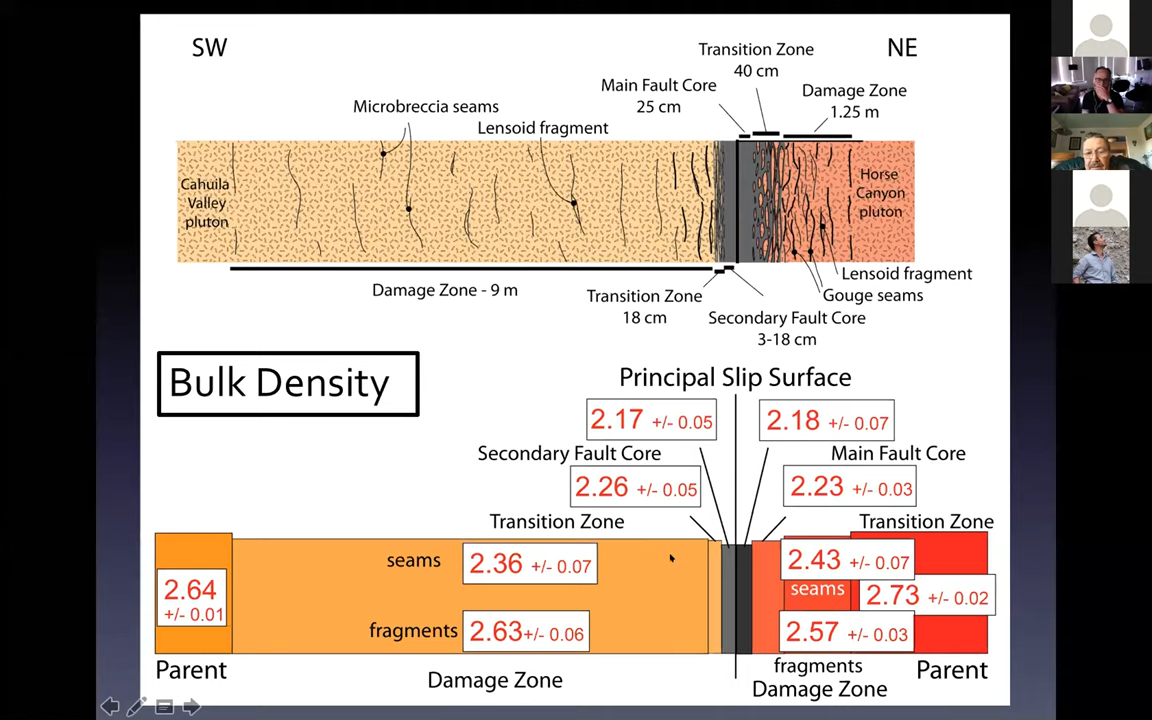 SW
NE
Transition Zone
40 cm
Main Fault Core
25 cm
Damage Zone
1.25 m
Microbreccia seams
Lensoid fragment
Cahuila
Valley
pluton
Horse
Canyon
pluton
Lensoid fragment
Gouge seams
Damage Zone - 9 m
Transition Zone
18 cm
Secondary Fault Core
3-18 cm
Bulk Density
Principal Slip Surface
2.17 +/- 0.05
2.18 +/- 0.07
Secondary Fault Core
Main Fault Core
2.26 +/- 0.05
2.23 +/- 0.03
Transition Zone
Transition Zone
seams
2.36 +/- 0.07
2.43 +/- 0.07
2.64
+/- 0.01
seams
2.73 +/- 0.02
fragments
2.63+/- 0.06
2.57 +/- 0.03
Parent
Damage Zone
fragments
Damage Zone
Parent